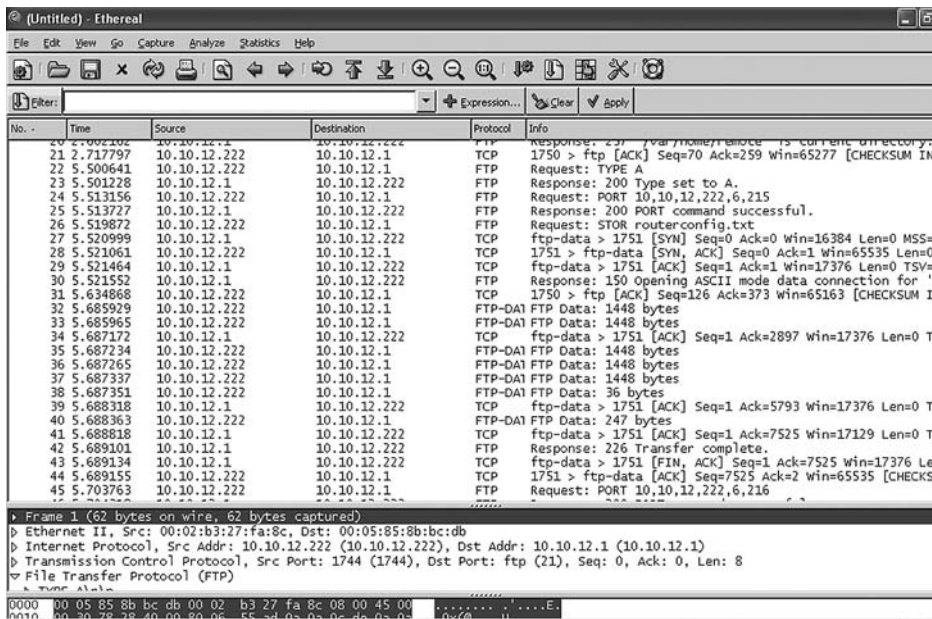 (Untitled) - Ethereal
File Edit View Go Capture Analyze Statistics Help
Filter: Expression... Clear Apply
No. - Time Source Destination Protocol Info
20 2.602162 10.10.12.1 10.10.12.222 FTP Response: 257 "/var/home/remote" is current directory.
21 2.717797 10.10.12.222 10.10.12.1 TCP 1750 > ftp [ACK] Seq=70 Ack=259 Win=65277 [CHECKSUM IN
22 5.500641 10.10.12.222 10.10.12.1 FTP Request: TYPE A
23 5.501228 10.10.12.1 10.10.12.222 FTP Response: 200 Type set to A.
24 5.513156 10.10.12.222 10.10.12.1 FTP Request: PORT 10,10,12,222,6,215
25 5.513727 10.10.12.1 10.10.12.222 FTP Response: 200 PORT command successful.
26 5.519872 10.10.12.222 10.10.12.1 FTP Request: STOR routerconfig.txt
27 5.520999 10.10.12.1 10.10.12.222 TCP ftp-data > 1751 [SYN] Seq=0 Ack=0 Win=16384 Len=0 MSS=
28 5.521061 10.10.12.222 10.10.12.1 TCP 1751 > ftp-data [SYN, ACK] Seq=0 Ack=1 Win=65535 Len=0
29 5.521464 10.10.12.1 10.10.12.222 TCP ftp-data > 1751 [ACK] Seq=1 Ack=1 Win=17376 Len=0 TSV=
30 5.521552 10.10.12.1 10.10.12.222 FTP Response: 150 Opening ASCII mode data connection for '
31 5.634868 10.10.12.222 10.10.12.1 TCP 1750 > ftp [ACK] Seq=126 Ack=373 Win=65163 [CHECKSUM I
32 5.685929 10.10.12.222 10.10.12.1 FTP-DAT FTP Data: 1448 bytes
33 5.685965 10.10.12.222 10.10.12.1 FTP-DAT FTP Data: 1448 bytes
34 5.687172 10.10.12.1 10.10.12.222 TCP ftp-data > 1751 [ACK] Seq=1 Ack=2897 Win=17376 Len=0 T
35 5.687234 10.10.12.222 10.10.12.1 FTP-DAT FTP Data: 1448 bytes
36 5.687265 10.10.12.222 10.10.12.1 FTP-DAT FTP Data: 1448 bytes
37 5.687337 10.10.12.222 10.10.12.1 FTP-DAT FTP Data: 1448 bytes
38 5.687351 10.10.12.222 10.10.12.1 FTP-DAT FTP Data: 36 bytes
39 5.688318 10.10.12.1 10.10.12.222 TCP ftp-data > 1751 [ACK] Seq=1 Ack=5793 Win=17376 Len=0 T
40 5.688363 10.10.12.222 10.10.12.1 FTP-DAT FTP Data: 247 bytes
41 5.688818 10.10.12.1 10.10.12.222 TCP ftp-data > 1751 [ACK] Seq=1 Ack=7525 Win=17129 Len=0 T
42 5.689101 10.10.12.1 10.10.12.222 FTP Response: 226 Transfer complete.
43 5.689134 10.10.12.1 10.10.12.222 TCP ftp-data > 1751 [FIN, ACK] Seq=1 Ack=7525 Win=17376 Le
44 5.689155 10.10.12.222 10.10.12.1 TCP 1751 > ftp-data [ACK] Seq=7525 Ack=2 Win=65535 [CHECKS
45 5.703763 10.10.12.222 10.10.12.1 FTP Request: PORT 10,10,12,222,6,216
Frame 1 (62 bytes on wire, 62 bytes captured)
Ethernet II, Src: 00:02:b3:27:fa:8c, Dst: 00:05:85:8b:bc:db
Internet Protocol, Src Addr: 10.10.12.222 (10.10.12.222), Dst Addr: 10.10.12.1 (10.10.12.1)
Transmission Control Protocol, Src Port: 1744 (1744), Dst Port: ftp (21), Seq: 0, Ack: 0, Len: 8
File Transfer Protocol (FTP)
TYPE A\r\n
0000 00 05 85 8b bc db 00 02 b3 27 fa 8c 08 00 45 00 ........ .'....E.
0010 00 30 78 28 40 00 80 06